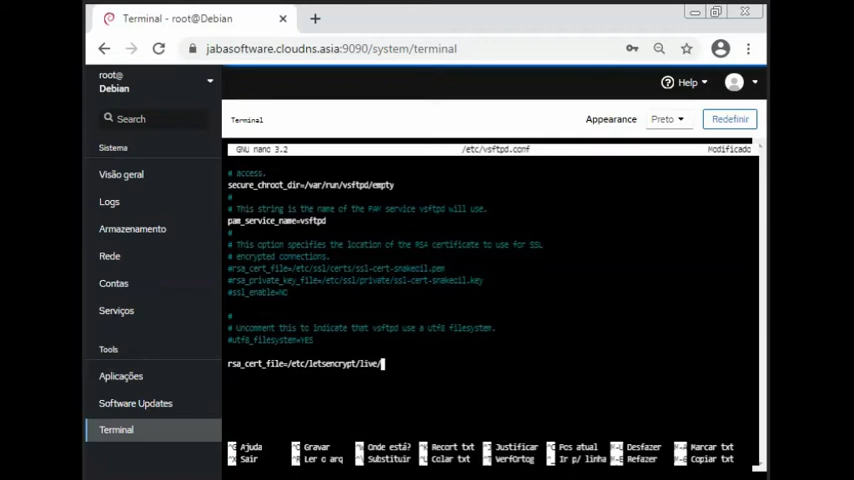 Terminal - root@Debian
jabasoftware.cloudns.asia:9090/system/terminal
root@
Debian
Help
Search
Terminal
Appearance
Preto
Redefinir
Sistema
Visão geral
Logs
Armazenamento
Rede
Contas
Serviços
Tools
Aplicações
Software Updates
Terminal
GNU nano 3.2 /etc/vsftpd.conf Modificado
# access.
secure_chroot_dir=/var/run/vsftpd/empty
#
# This string is the name of the PAM service vsftpd will use.
pam_service_name=vsftpd
#
# This option specifies the location of the RSA certificate to use for SSL
# encrypted connections.
#rsa_cert_file=/etc/ssl/certs/ssl-cert-snakeoil.pem
#rsa_private_key_file=/etc/ssl/private/ssl-cert-snakeoil.key
#ssl_enable=NO
#
# Uncomment this to indicate that vsftpd use a utf8 filesystem.
#utf8_filesystem=YES
rsa_cert_file=/etc/letsencrypt/live/
^G Ajuda ^O Gravar ^W Onde está? ^K Recort txt ^J Justificar ^C Pos atual M-U Desfazer M-A Marcar txt
^X Sair ^R Ler o arq ^\ Substituir ^U Colar txt ^T VerfOrtog ^_ Ir p/ linha M-E Refazer M-6 Copiar txt